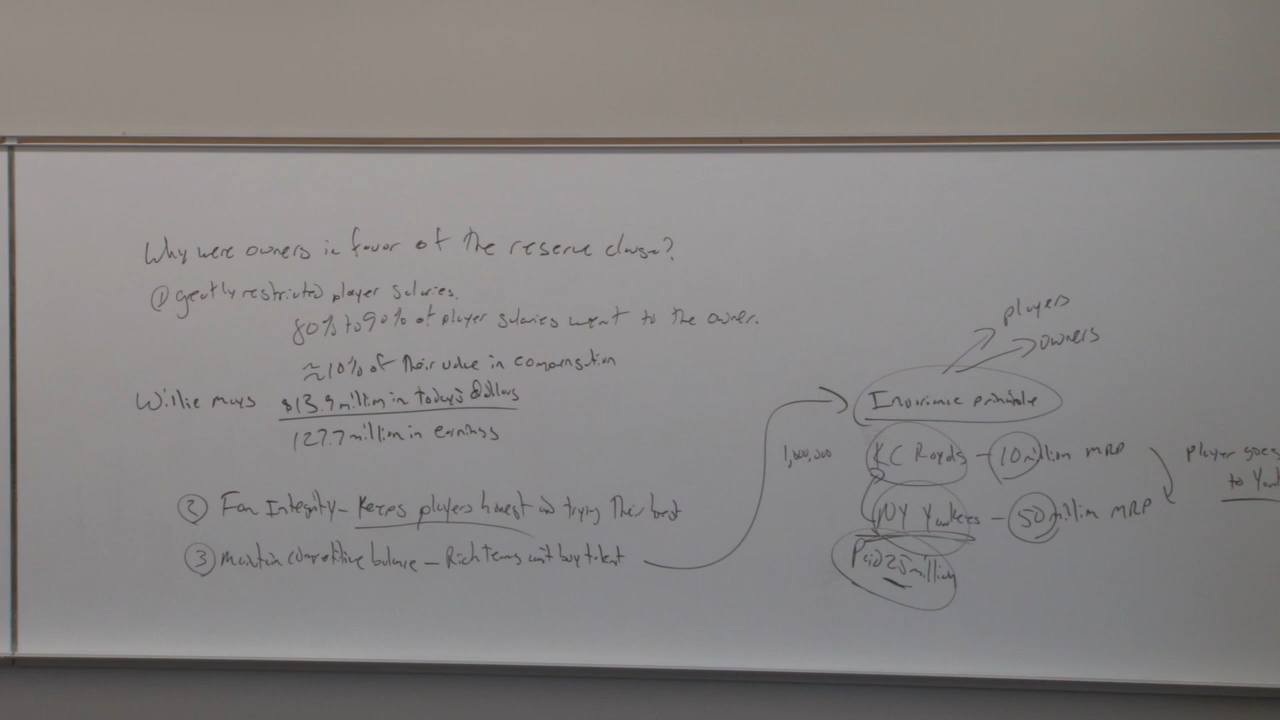 Why were owners in favor of the reserve clause?
① greatly restricted player salaries.
80% to 90% of player salaries went to the owner.
≈10% of their value in compensation
Willie mays $13.9 million in today's dollars
127.7 million in earnings
② Fan Integrity - Keeps players honest and trying their best
③ maintain competitive balance - Rich teams can't buy talent
players
owners
Invariance principle
1,000,000 KC Royals - 10 million MRP
NY Yankees - 50 million MRP
Paid 25 million
player goes
to